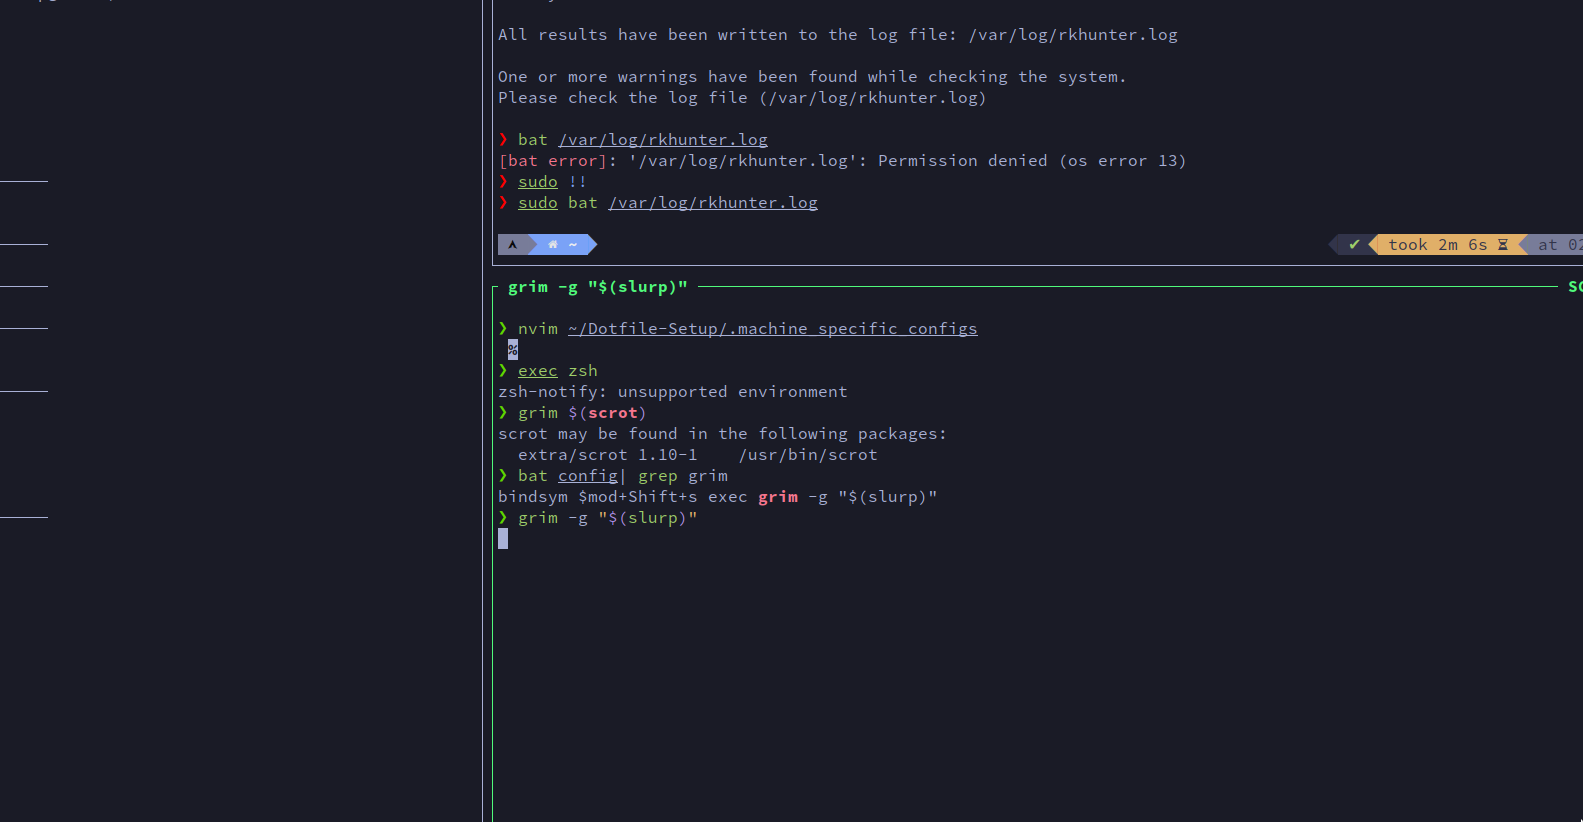 All results have been written to the log file: /var/log/rkhunter.log
One or more warnings have been found while checking the system.
Please check the log file (/var/log/rkhunter.log)
❯ bat /var/log/rkhunter.log
[bat error]: '/var/log/rkhunter.log': Permission denied (os error 13)
❯ sudo !!
❯ sudo bat /var/log/rkhunter.log
~ ✔ took 2m 6s at 02
grim -g "$(slurp)" SC
❯ nvim ~/Dotfile-Setup/.machine_specific_configs
%
❯ exec zsh
zsh-notify: unsupported environment
❯ grim $(scrot)
scrot may be found in the following packages:
extra/scrot 1.10-1 /usr/bin/scrot
❯ bat config| grep grim
bindsym $mod+Shift+s exec grim -g "$(slurp)"
❯ grim -g "$(slurp)"